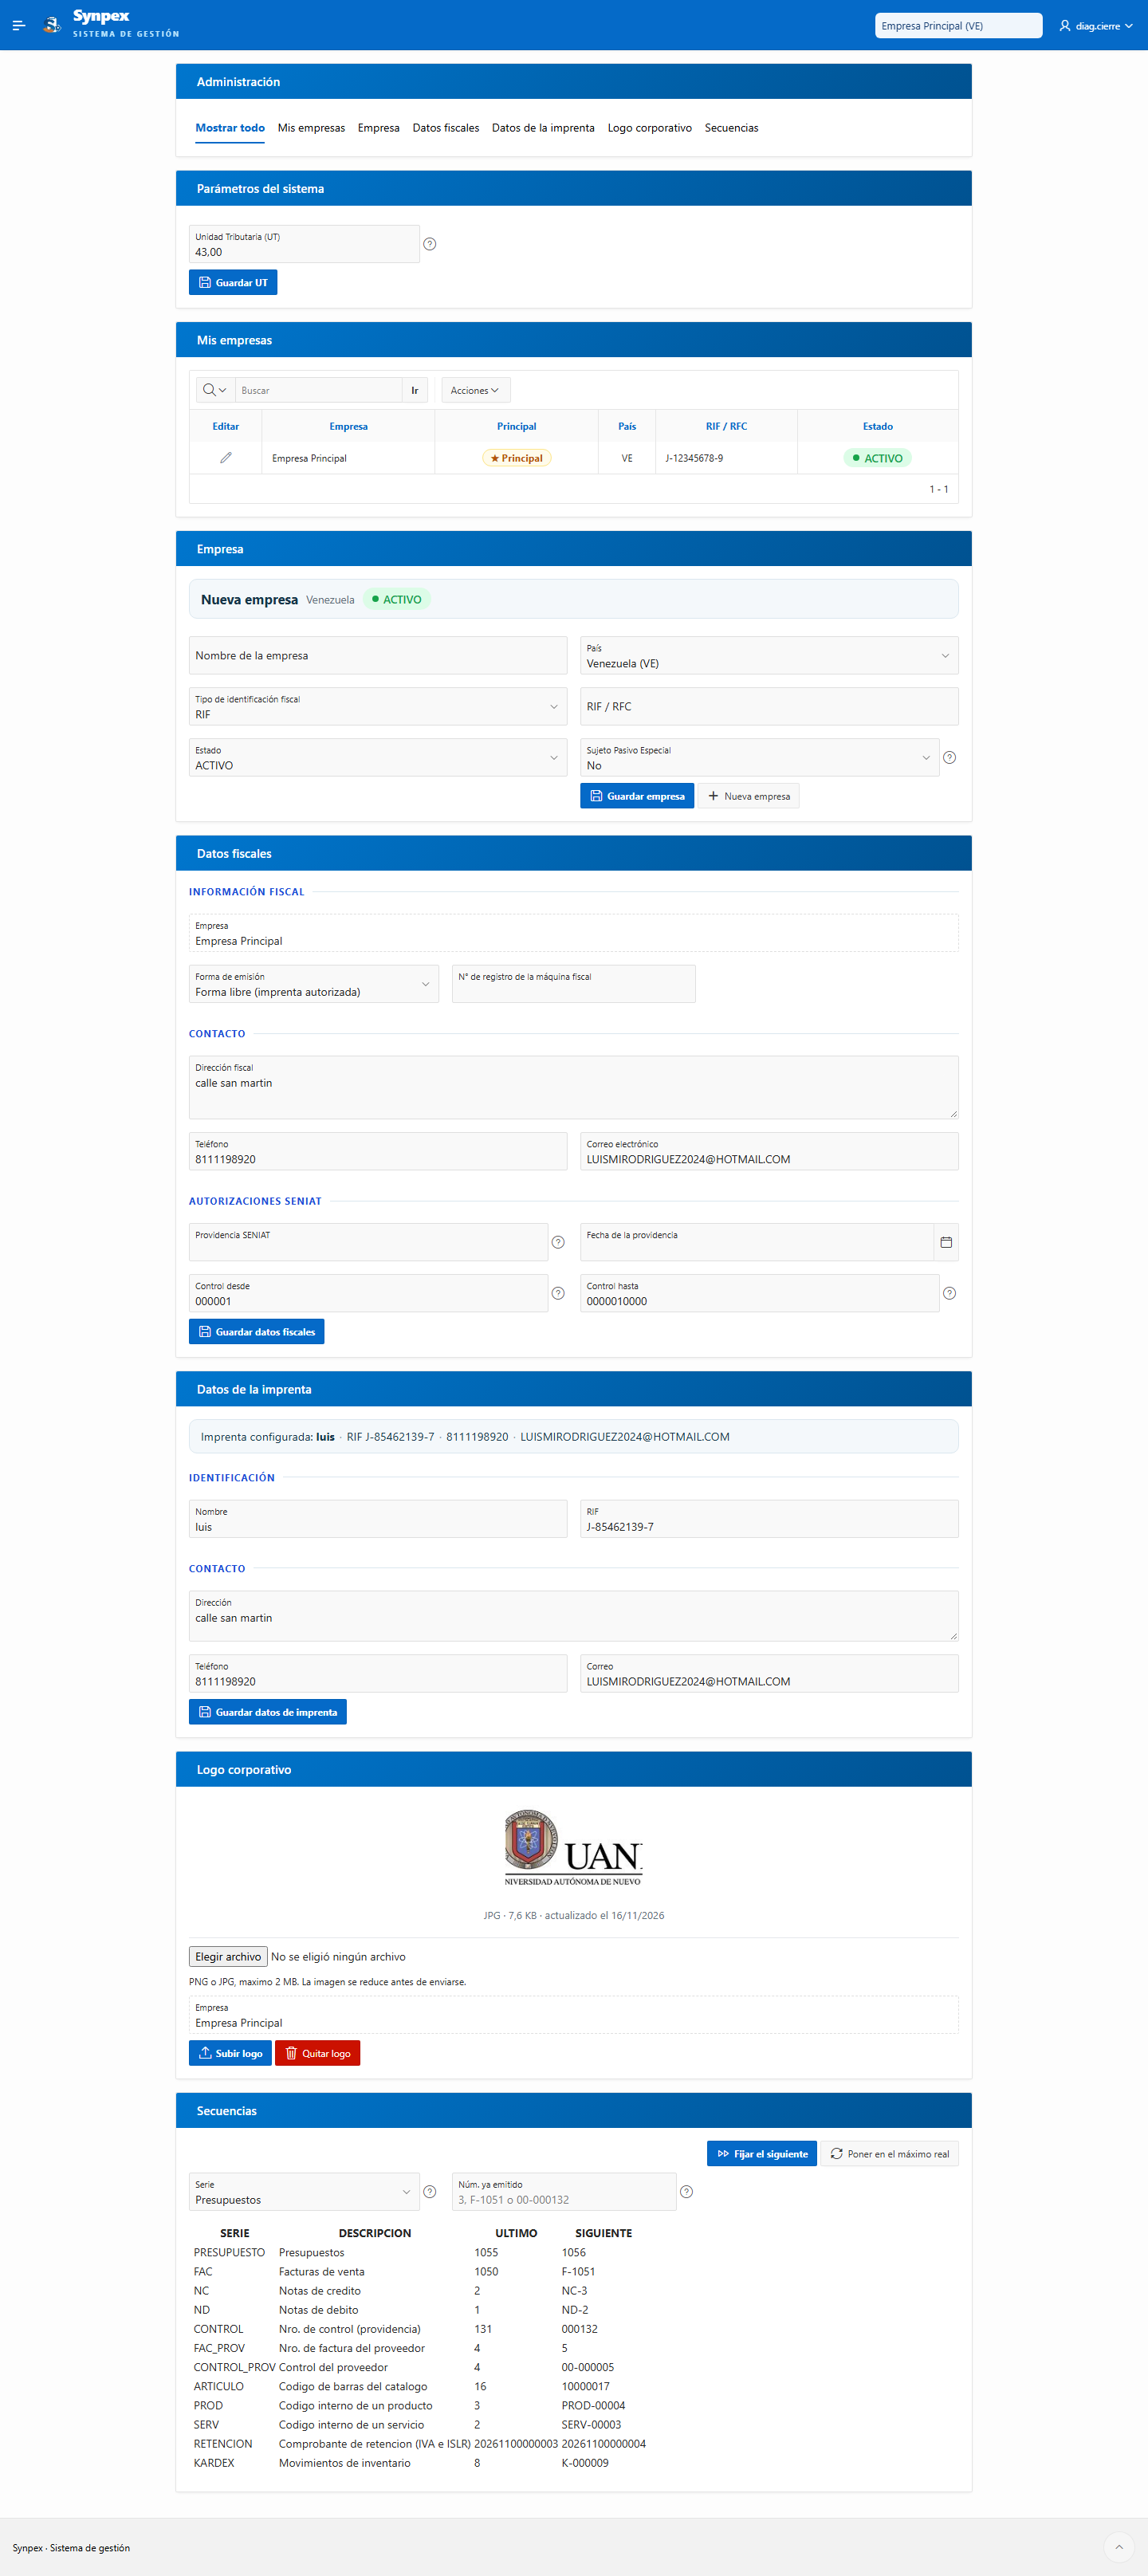 Synpex
SISTEMA DE GESTIÓN
Empresa Principal (VE)
diag.cierre
Administración
Mostrar todo Mis empresas Empresa Datos fiscales Datos de la imprenta Logo corporativo Secuencias
Parámetros del sistema
Unidad Tributaria (UT)
43,00
Guardar UT
Mis empresas
Buscar Ir Acciones
Editar Empresa Principal País RIF / RFC Estado
Empresa Principal ★ Principal VE J-12345678-9 ACTIVO
1 - 1
Empresa
Nueva empresa Venezuela ACTIVO
Nombre de la empresa
País
Venezuela (VE)
Tipo de identificación fiscal
RIF
RIF / RFC
Estado
ACTIVO
Sujeto Pasivo Especial
No
Guardar empresa Nueva empresa
Datos fiscales
INFORMACIÓN FISCAL
Empresa
Empresa Principal
Forma de emisión
Forma libre (imprenta autorizada)
N° de registro de la máquina fiscal
CONTACTO
Dirección fiscal
calle san martin
Teléfono
8111198920
Correo electrónico
LUISMIRODRIGUEZ2024@HOTMAIL.COM
AUTORIZACIONES SENIAT
Providencia SENIAT
Fecha de la providencia
Control desde
000001
Control hasta
0000010000
Guardar datos fiscales
Datos de la imprenta
Imprenta configurada: luis · RIF J-85462139-7 · 8111198920 · LUISMIRODRIGUEZ2024@HOTMAIL.COM
IDENTIFICACIÓN
Nombre
luis
RIF
J-85462139-7
CONTACTO
Dirección
calle san martin
Teléfono
8111198920
Correo
LUISMIRODRIGUEZ2024@HOTMAIL.COM
Guardar datos de imprenta
Logo corporativo
UAN
NIVERSIDAD AUTÓNOMA DE NUEVO
JPG · 7,6 KB · actualizado el 16/11/2026
Elegir archivo No se eligió ningún archivo
PNG o JPG, maximo 2 MB. La imagen se reduce antes de enviarse.
Empresa
Empresa Principal
Subir logo Quitar logo
Secuencias
Fijar el siguiente Poner en el máximo real
Serie
Presupuestos
Núm. ya emitido
3, F-1051 o 00-000132
SERIE DESCRIPCION ULTIMO SIGUIENTE
PRESUPUESTO Presupuestos 1055 1056
FAC Facturas de venta 1050 F-1051
NC Notas de credito 2 NC-3
ND Notas de debito 1 ND-2
CONTROL Nro. de control (providencia) 131 000132
FAC_PROV Nro. de factura del proveedor 4 5
CONTROL_PROV Control del proveedor 4 00-000005
ARTICULO Codigo de barras del catalogo 16 10000017
PROD Codigo interno de un producto 3 PROD-00004
SERV Codigo interno de un servicio 2 SERV-00003
RETENCION Comprobante de retencion (IVA e ISLR) 20261100000003 20261100000004
KARDEX Movimientos de inventario 8 K-000009
Synpex · Sistema de gestión